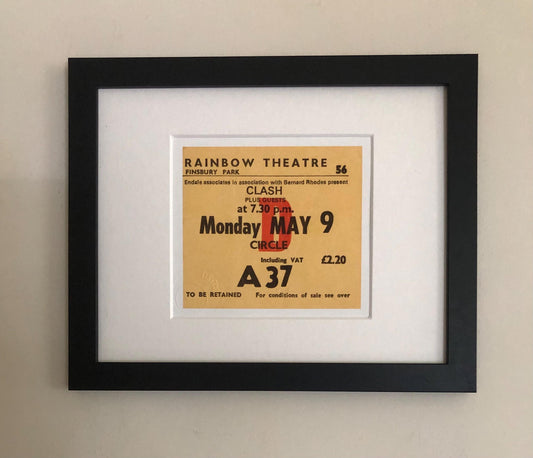 RAINBOW THEATRE 56
FINSBURY PARK
Endale associates in association with Bernard Rhodes present
CLASH
PLUS GUESTS
at 7.30 p.m.
Monday MAY 9
D
CIRCLE
Including VAT £2.20
A 37
TO BE RETAINED For conditions of sale see over